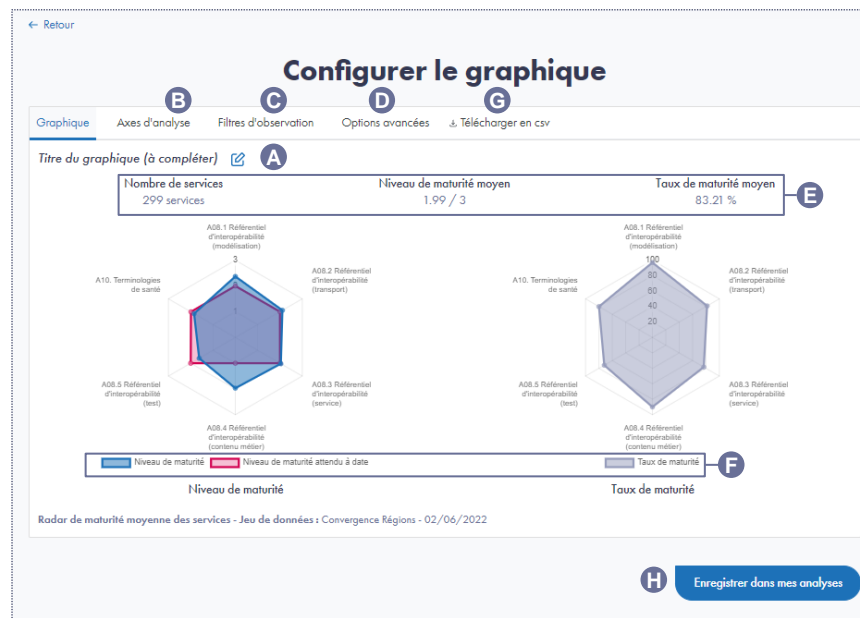 ← Retour
Configurer le graphique
B C D G
Graphique Axes d'analyse Filtres d'observation Options avancées Télécharger en csv
Titre du graphique (à compléter) A
Nombre de services Niveau de maturité moyen Taux de maturité moyen
299 services 1.99 / 3 83.21 %
E
A08.1 Référentiel
d'interopérabilité
(modélisation)
3
A10. Terminologies
de santé
A08.2 Référentiel
d'interopérabilité
(transport)
1
A08.5 Référentiel
d'interopérabilité
(test)
A08.3 Référentiel
d'interopérabilité
(service)
A08.4 Référentiel
d'interopérabilité
(contenu métier)
A08.1 Référentiel
d'interopérabilité
(modélisation)
100
80
60
40
20
A10. Terminologies
de santé
A08.2 Référentiel
d'interopérabilité
(transport)
A08.5 Référentiel
d'interopérabilité
(test)
A08.3 Référentiel
d'interopérabilité
(service)
A08.4 Référentiel
d'interopérabilité
(contenu métier)
Niveau de maturité Niveau de maturité attendu à date Taux de maturité
F
Niveau de maturité Taux de maturité
Radar de maturité moyenne des services - Jeu de données : Convergence Régions - 02/06/2022
H Enregistrer dans mes analyses